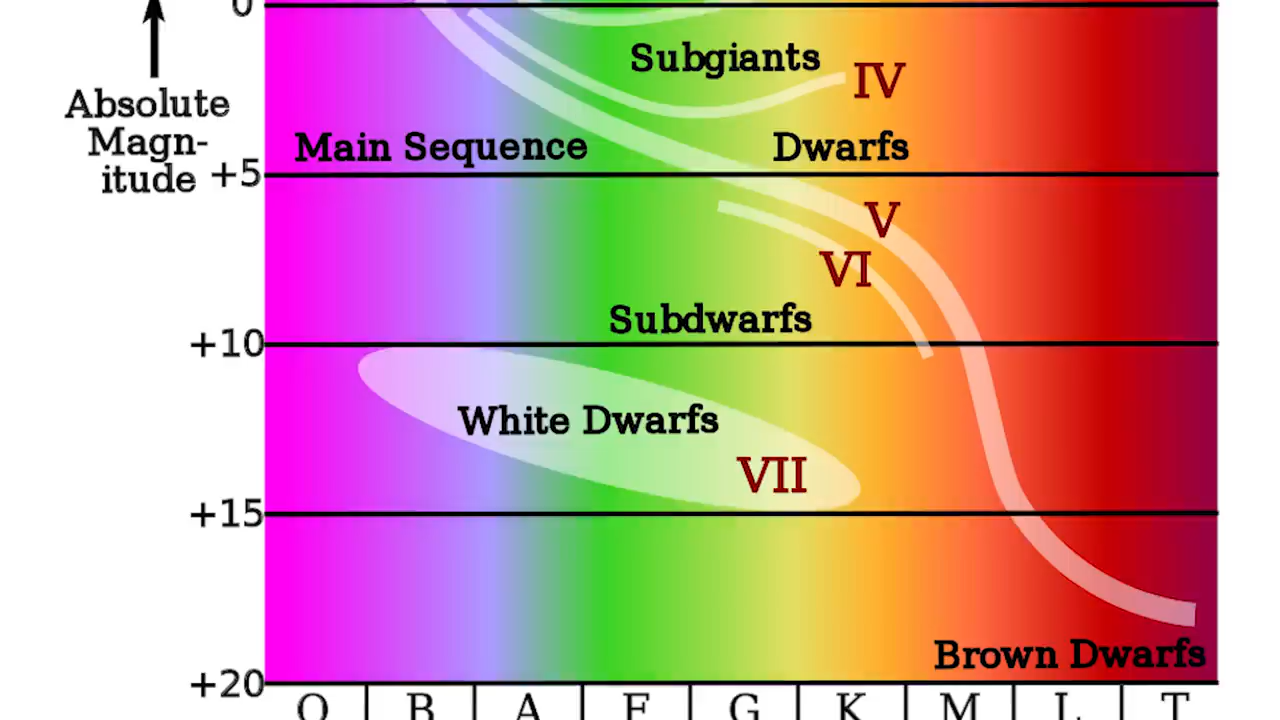 0
Subgiants
IV
Absolute
Magn-
itude
Main Sequence
Dwarfs
+5
V
VI
Subdwarfs
+10
White Dwarfs
VII
+15
Brown Dwarfs
+20
O B A F G K M L T